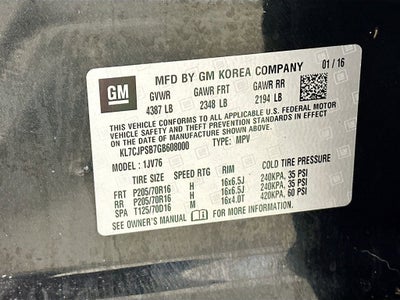 GM
MFD BY GM KOREA COMPANY 01/16
GVWR GAWR FRT GAWR RR
4387 LB 2348 LB 2194 LB
THIS VEHICLE CONFORMS TO ALL APPLICABLE U.S. FEDERAL MOTOR
VEHICLE SAFETY AND THEFT PREVENTION STANDARDS IN EFFECT ON
THE DATE OF MANUFACTURE SHOWN ABOVE.
KL7CJPSB7GB608000 TYPE: MPV
MODEL : 1JV76
TIRE SIZE SPEED RTG RIM COLD TIRE PRESSURE
FRT P205/70R16 H 16x6.5J 240KPA, 35 PSI
RR P205/70R16 H 16x6.5J 240KPA, 35 PSI
SPA T125/70D16 M 16x4.0T 420KPA, 60 PSI
SEE OWNER'S MANUAL FOR MORE INFORMATION.